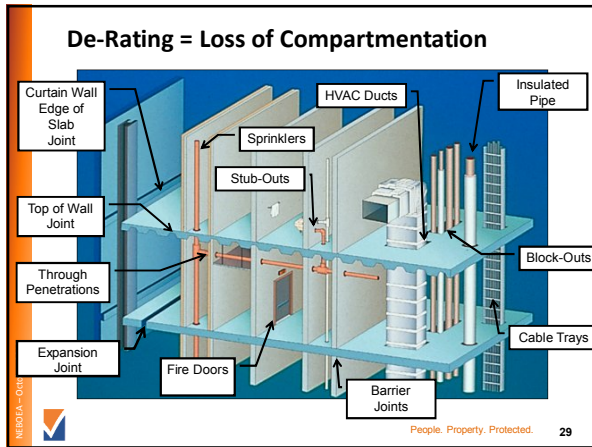 De-Rating = Loss of Compartmentation
Curtain Wall
Edge of
Slab
Joint
Sprinklers
HVAC Ducts
Insulated
Pipe
Stub-Outs
Top of Wall
Joint
Through
Penetrations
Block-Outs
Expansion
Joint
Fire Doors
Barrier
Joints
Cable Trays
NEBOEA – Octo
People. Property. Protected.
29